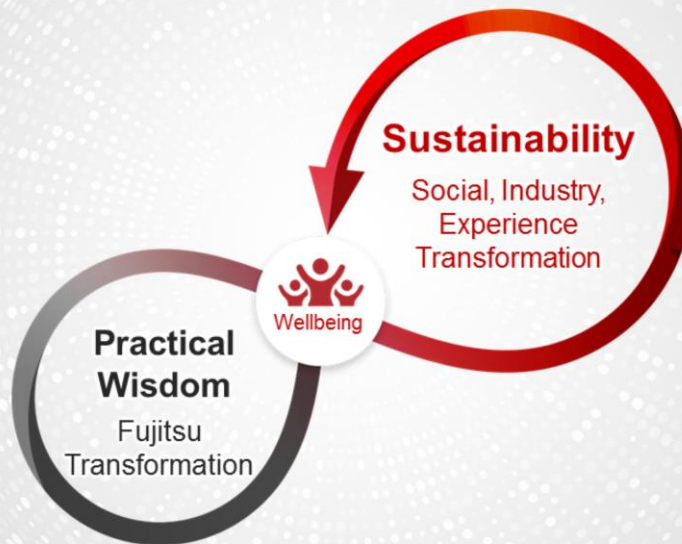 Sustainability
Social, Industry,
Experience
Transformation
Wellbeing
Practical
Wisdom
Fujitsu
Transformation